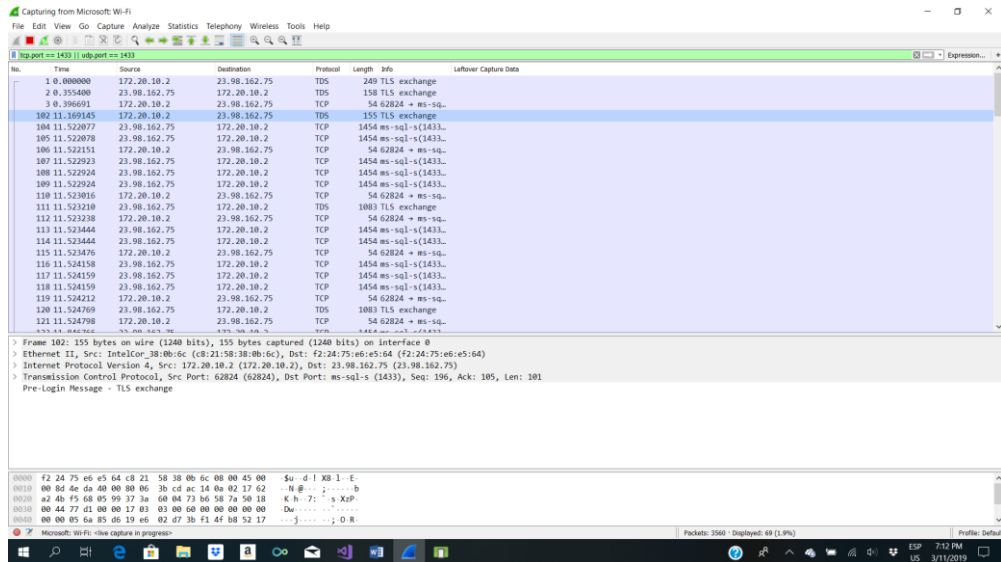 Capturing from Microsoft: Wi-Fi
File Edit View Go Capture Analyze Statistics Telephony Wireless Tools Help
tcp.port == 1433 || udp.port == 1433
Expression... +
No. Time Source Destination Protocol Length Info Leftover Capture Data
1 0.000000 172.20.10.2 23.98.162.75 TDS 249 TLS exchange
2 0.355400 23.98.162.75 172.20.10.2 TDS 158 TLS exchange
3 0.396691 172.20.10.2 23.98.162.75 TCP 54 62824 → ms-sq…
102 11.169145 172.20.10.2 23.98.162.75 TDS 155 TLS exchange
104 11.522077 23.98.162.75 172.20.10.2 TCP 1454 ms-sql-s(1433…
105 11.522078 23.98.162.75 172.20.10.2 TCP 1454 ms-sql-s(1433…
106 11.522151 172.20.10.2 23.98.162.75 TCP 54 62824 → ms-sq…
107 11.522923 23.98.162.75 172.20.10.2 TCP 1454 ms-sql-s(1433…
108 11.522924 23.98.162.75 172.20.10.2 TCP 1454 ms-sql-s(1433…
109 11.522924 23.98.162.75 172.20.10.2 TCP 1454 ms-sql-s(1433…
110 11.523016 172.20.10.2 23.98.162.75 TCP 54 62824 → ms-sq…
111 11.523210 23.98.162.75 172.20.10.2 TDS 1083 TLS exchange
112 11.523238 172.20.10.2 23.98.162.75 TCP 54 62824 → ms-sq…
113 11.523444 23.98.162.75 172.20.10.2 TCP 1454 ms-sql-s(1433…
114 11.523444 23.98.162.75 172.20.10.2 TCP 1454 ms-sql-s(1433…
115 11.523476 172.20.10.2 23.98.162.75 TCP 54 62824 → ms-sq…
116 11.524158 23.98.162.75 172.20.10.2 TCP 1454 ms-sql-s(1433…
117 11.524159 23.98.162.75 172.20.10.2 TCP 1454 ms-sql-s(1433…
118 11.524159 23.98.162.75 172.20.10.2 TCP 1454 ms-sql-s(1433…
119 11.524212 172.20.10.2 23.98.162.75 TCP 54 62824 → ms-sq…
120 11.524769 23.98.162.75 172.20.10.2 TDS 1083 TLS exchange
121 11.524798 172.20.10.2 23.98.162.75 TCP 54 62824 → ms-sq…
> Frame 102: 155 bytes on wire (1240 bits), 155 bytes captured (1240 bits) on interface 0
> Ethernet II, Src: IntelCor_38:0b:6c (c8:21:58:38:0b:6c), Dst: f2:24:75:e6:e5:64 (f2:24:75:e6:e5:64)
> Internet Protocol Version 4, Src: 172.20.10.2 (172.20.10.2), Dst: 23.98.162.75 (23.98.162.75)
> Transmission Control Protocol, Src Port: 62824 (62824), Dst Port: ms-sql-s (1433), Seq: 196, Ack: 105, Len: 101
Pre-Login Message - TLS exchange
0000 f2 24 75 e6 e5 64 c8 21 58 38 0b 6c 08 00 45 00 ·$u··d·! X8·l··E·
0010 00 8d 4e da 40 00 80 06 3b cd ac 14 0a 02 17 62 ··N·@··· ;······b
0020 a2 4b f5 68 05 99 37 3a 60 04 73 b6 58 7a 50 18 ·K·h··7: `·s·XzP·
0030 00 44 77 d1 00 00 17 03 03 00 60 00 00 00 00 00 ·Dw····· ··`·····
0040 00 00 05 6a 85 d6 19 e6 02 d7 3b f1 4f b8 52 17 ···j···· ··;·O·R·
Microsoft: Wi-Fi: <live capture in progress> Packets: 3560 · Displayed: 69 (1.9%) Profile: Defaul
ESP 7:12 PM
US 3/11/2019